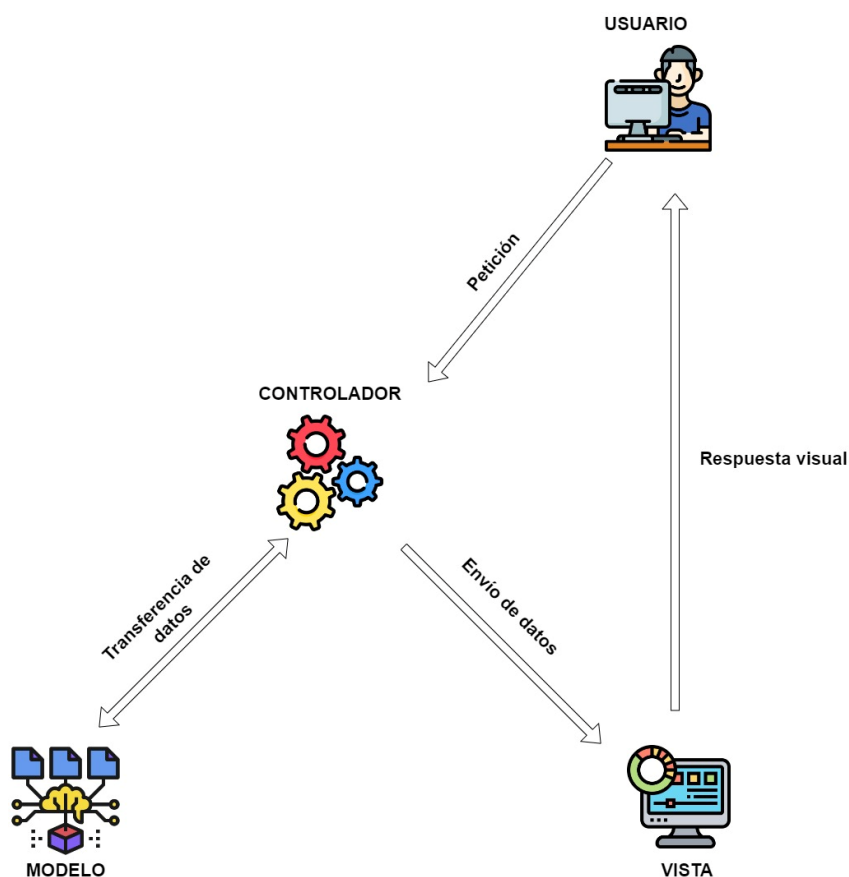 USUARIO
Petición
CONTROLADOR
Respuesta visual
Transferencia de
datos
Envío de datos
MODELO
VISTA